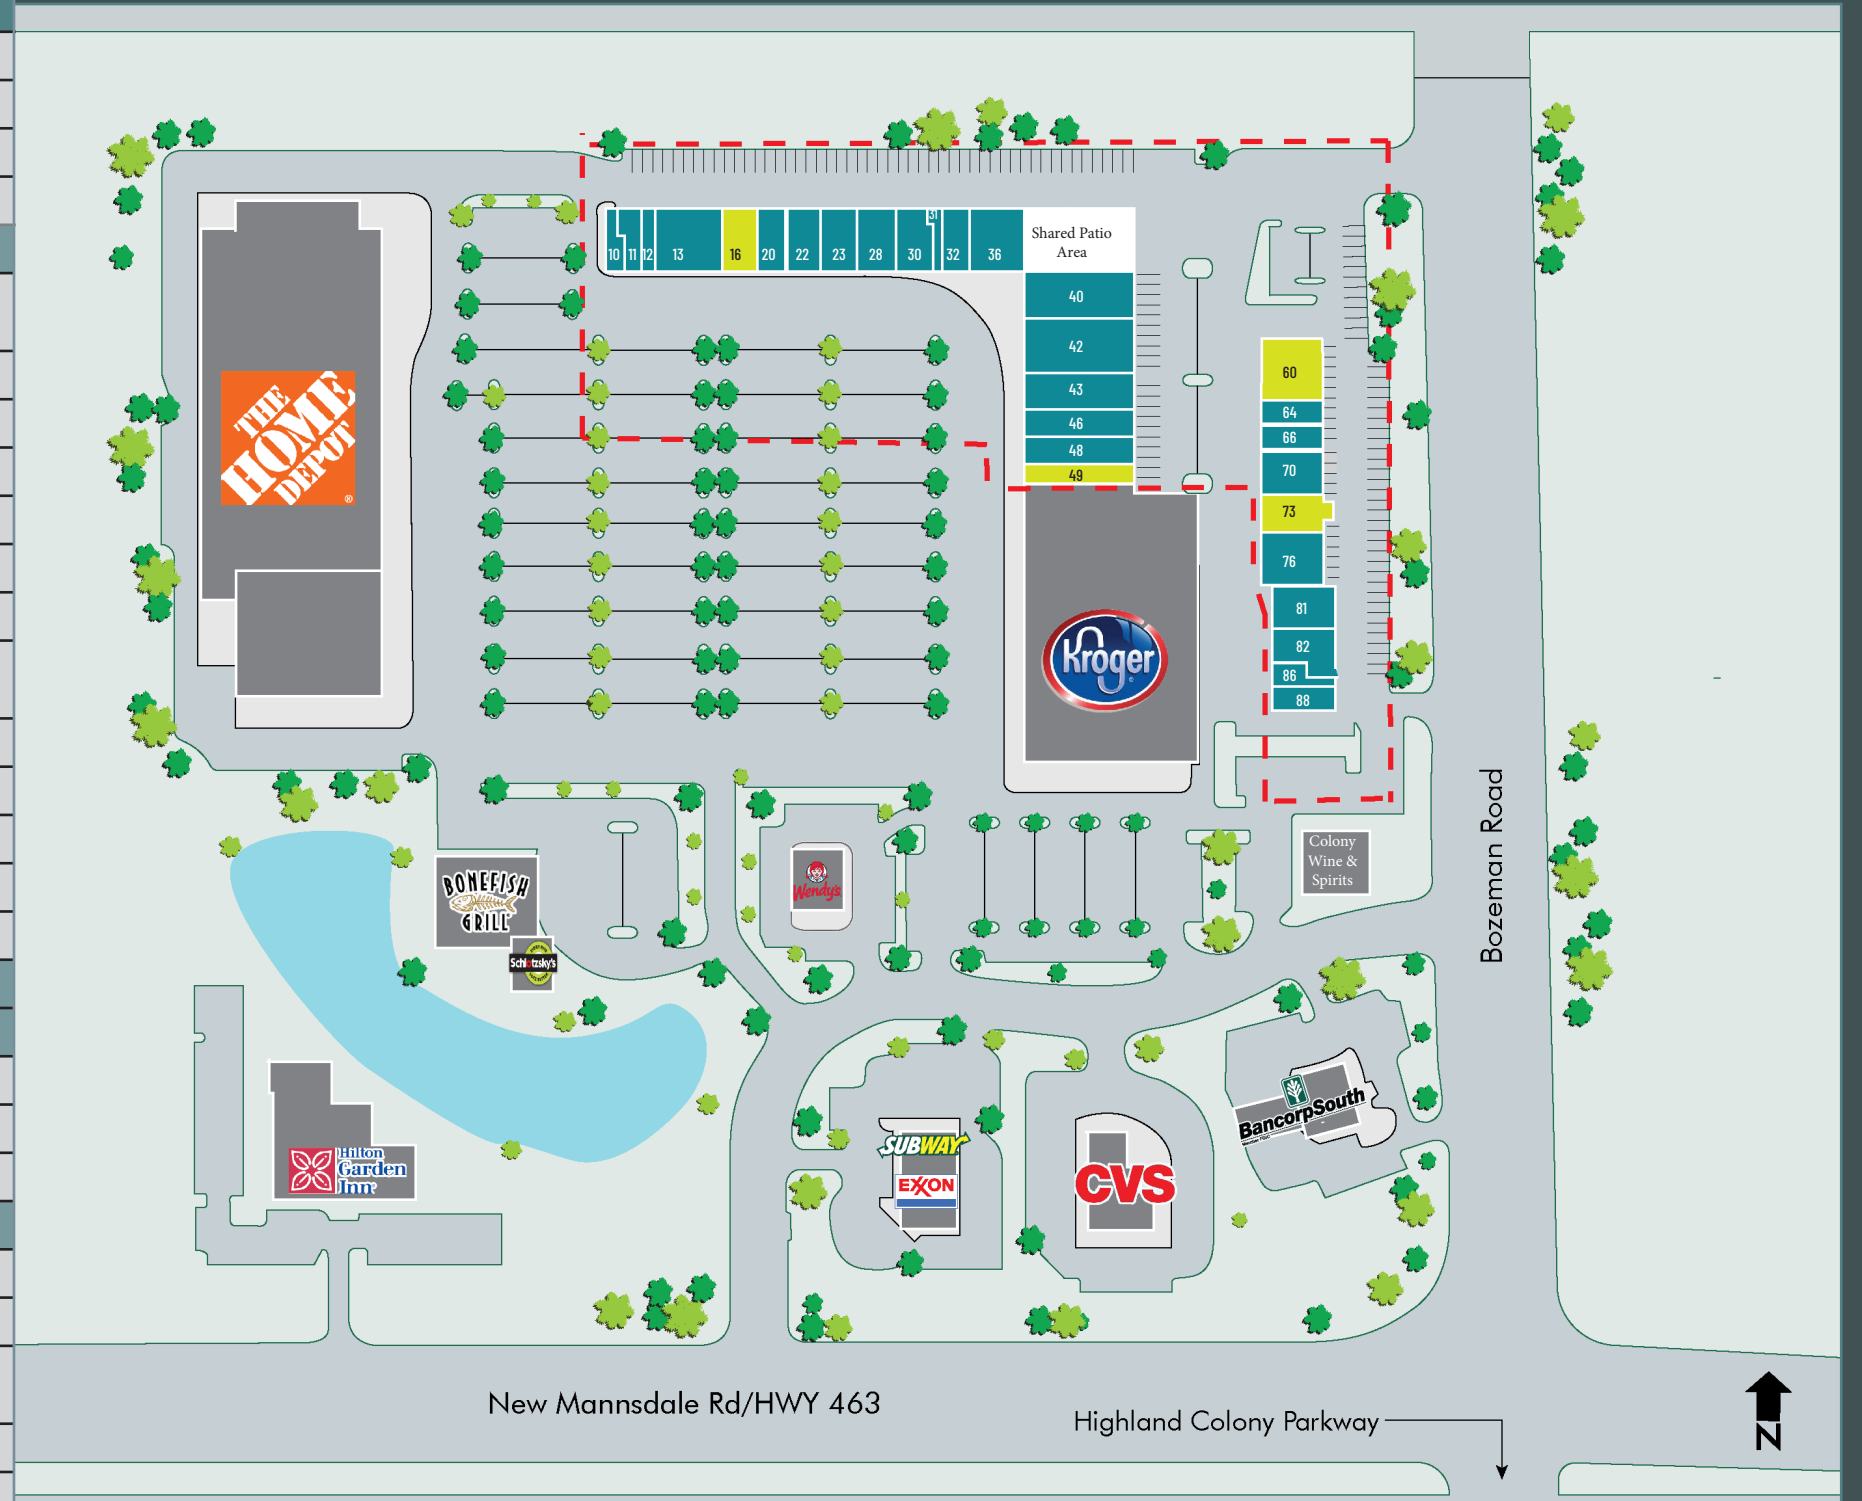 31
10 11 12 13 16 20 22 23 28 30 32 36
Shared Patio
Area
40
42
43
46
48
49
60
64
66
70
73
76
81
82
86
88
THE
HOME
DEPOT
®
Kroger
BONEFISH
GRILL
Schlotzsky's
Wendy's
Colony
Wine &
Spirits
Bozeman Road
BancorpSouth
SUBWAY
EXXON
CVS
Hilton
Garden
Inn
New Mannsdale Rd/HWY 463
Highland Colony Parkway
N